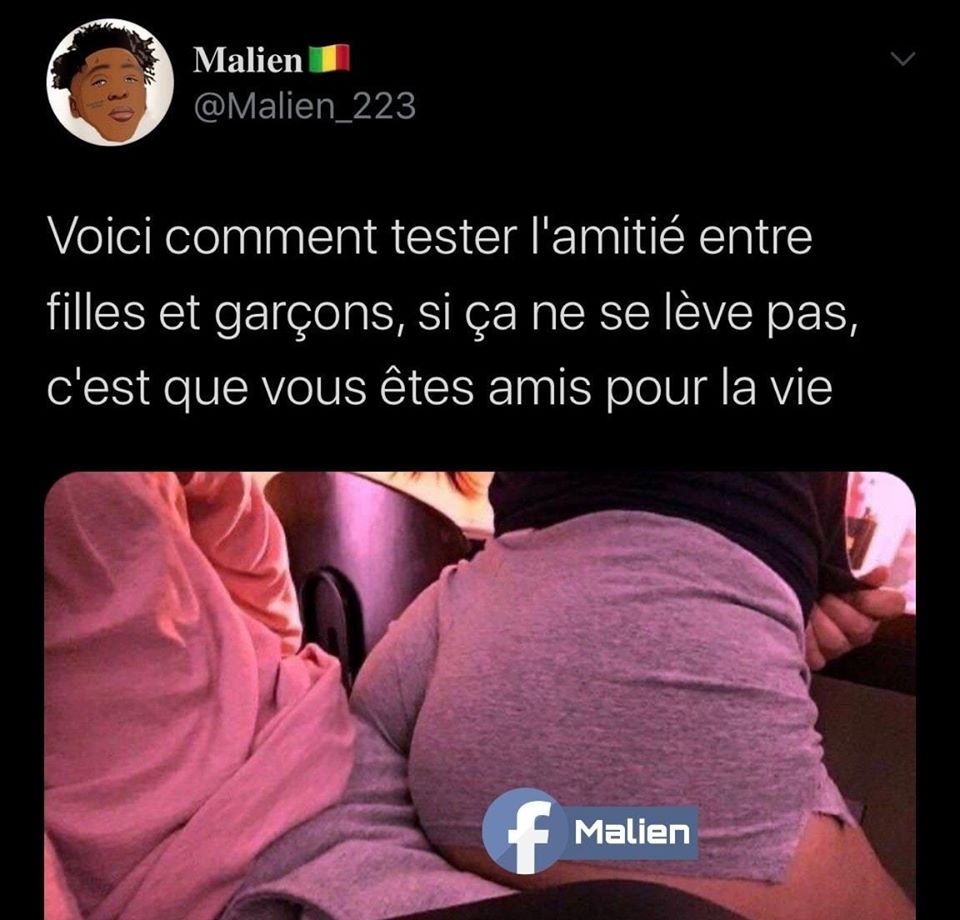 Malien🇲🇱
@Malien_223
Voici comment tester l'amitié entre
filles et garçons, si ça ne se lève pas,
c'est que vous êtes amis pour la vie
f Malien